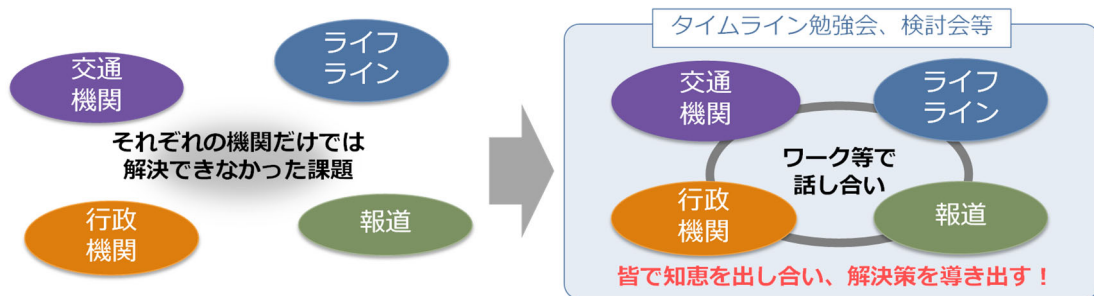 交通
機関
ライフ
ライン
それぞれの機関だけでは
解決できなかった課題
行政
機関
報道
タイムライン勉強会、検討会等
交通
機関
ライフ
ライン
ワーク等で
話し合い
行政
機関
報道
皆で知恵を出し合い、解決策を導き出す！